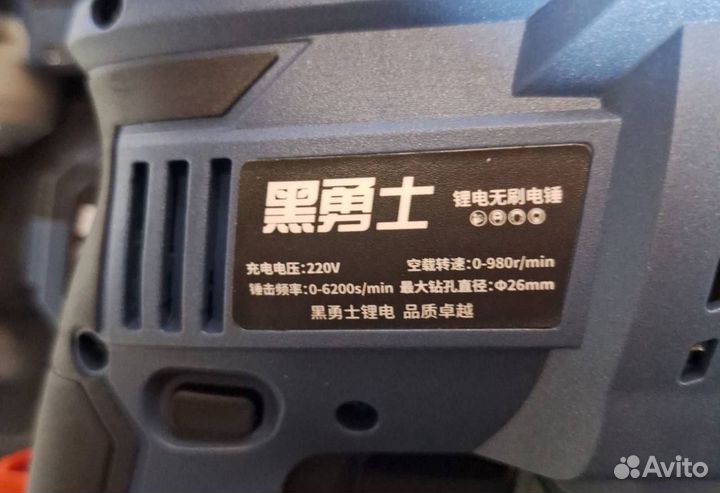 黑勇士 锂电无刷电锤
充电电压:220V 空载转速:0-980r/min
锤击频率:0-6200s/min 最大钻孔直径:Φ26mm
黑勇士锂电 品质卓越
Avito